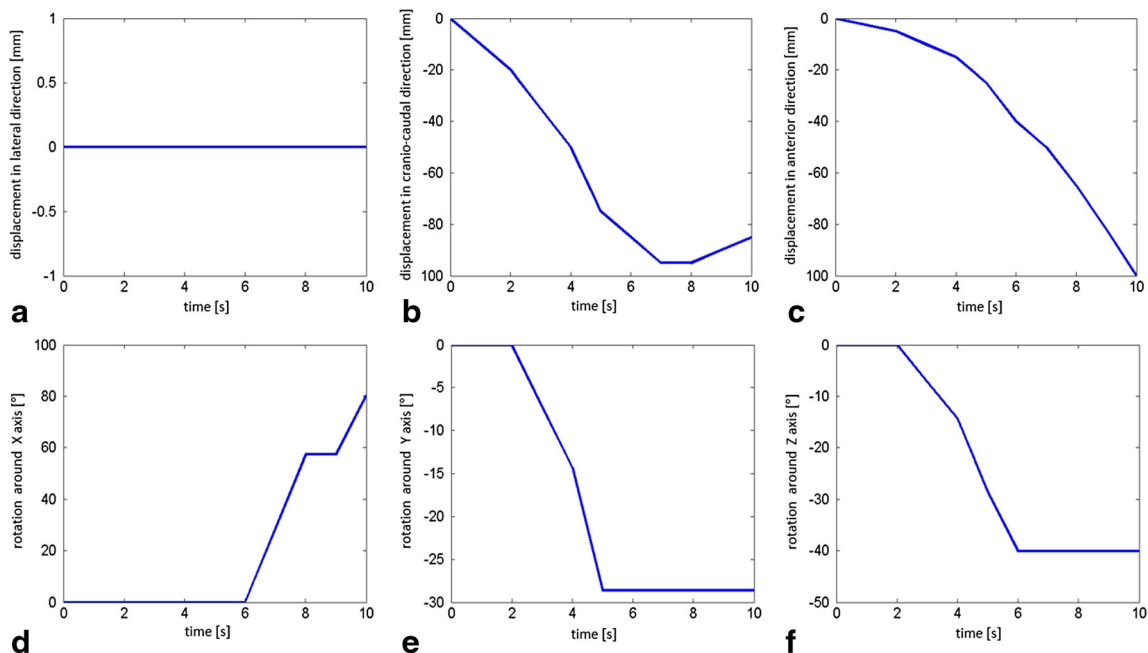 displacement in lateral direction [mm]
1
0.5
0
-0.5
-1
0 2 4 6 8 10
time [s]
a
displacement in cranio-caudal direction [mm]
0
-20
-40
-60
-80
100
0 2 4 6 8 10
time [s]
b
displacement in anterior direction [mm]
0
-20
-40
-60
-80
100
0 2 4 6 8 10
time [s]
c
rotation around X axis [°]
100
80
60
40
20
0
0 2 4 6 8 10
time [s]
d
rotation around Y axis [°]
0
-5
-10
-15
-20
-25
-30
0 2 4 6 8 10
time [s]
e
rotation around Z axis [°]
0
-10
-20
-30
-40
-50
0 2 4 6 8 10
time [s]
f